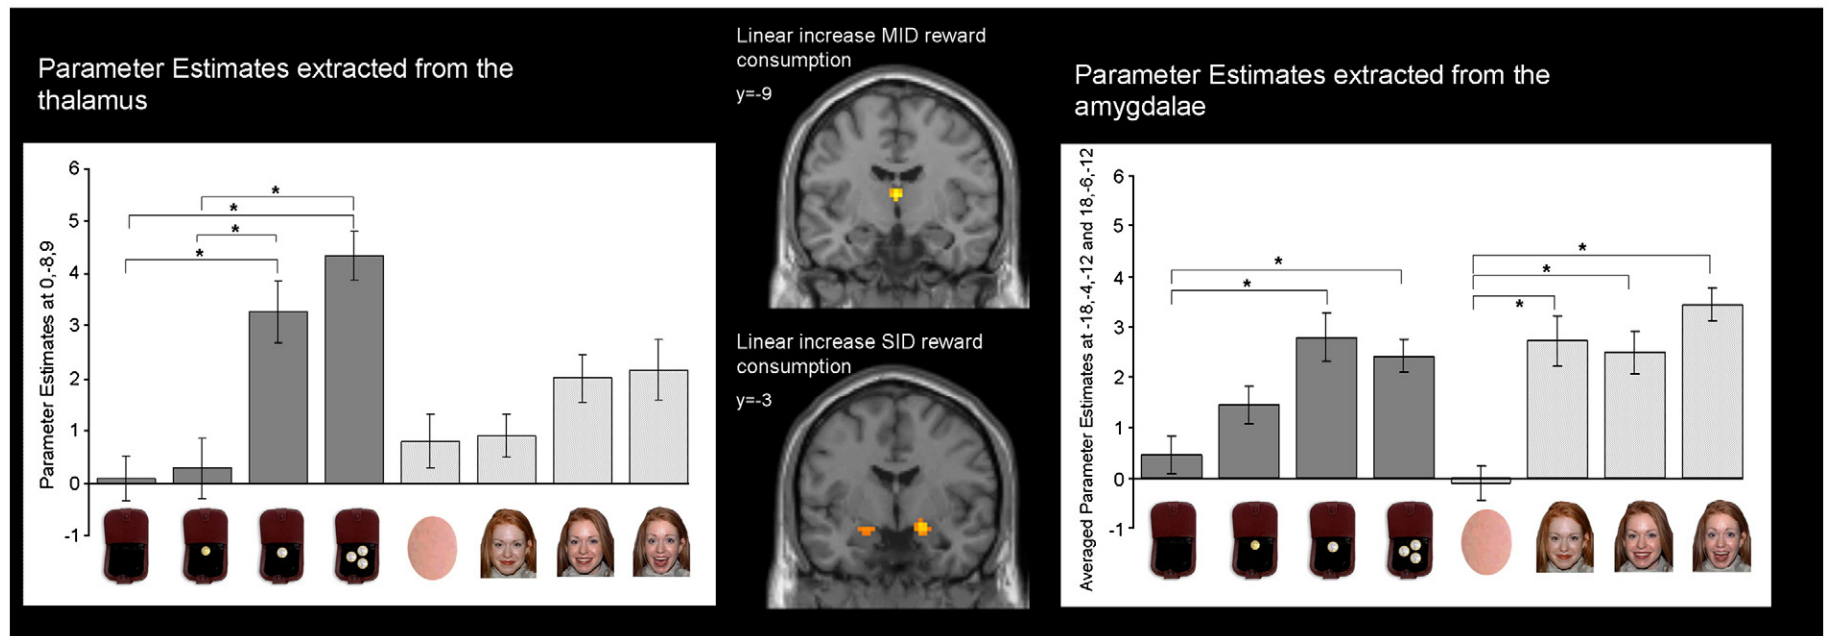 Parameter Estimates extracted from the
thalamus
Parameter Estimates at 0,-8,9
6
5
4
3
2
1
0
-1
*
*
*
*
Linear increase MID reward
consumption
y=-9
Linear increase SID reward
consumption
y=-3
Parameter Estimates extracted from the
amygdalae
Averaged Parameter Estimates at -18,-4,-12 and 18,-6,-12
6
5
4
3
2
1
0
-1
*
*
*
*
*